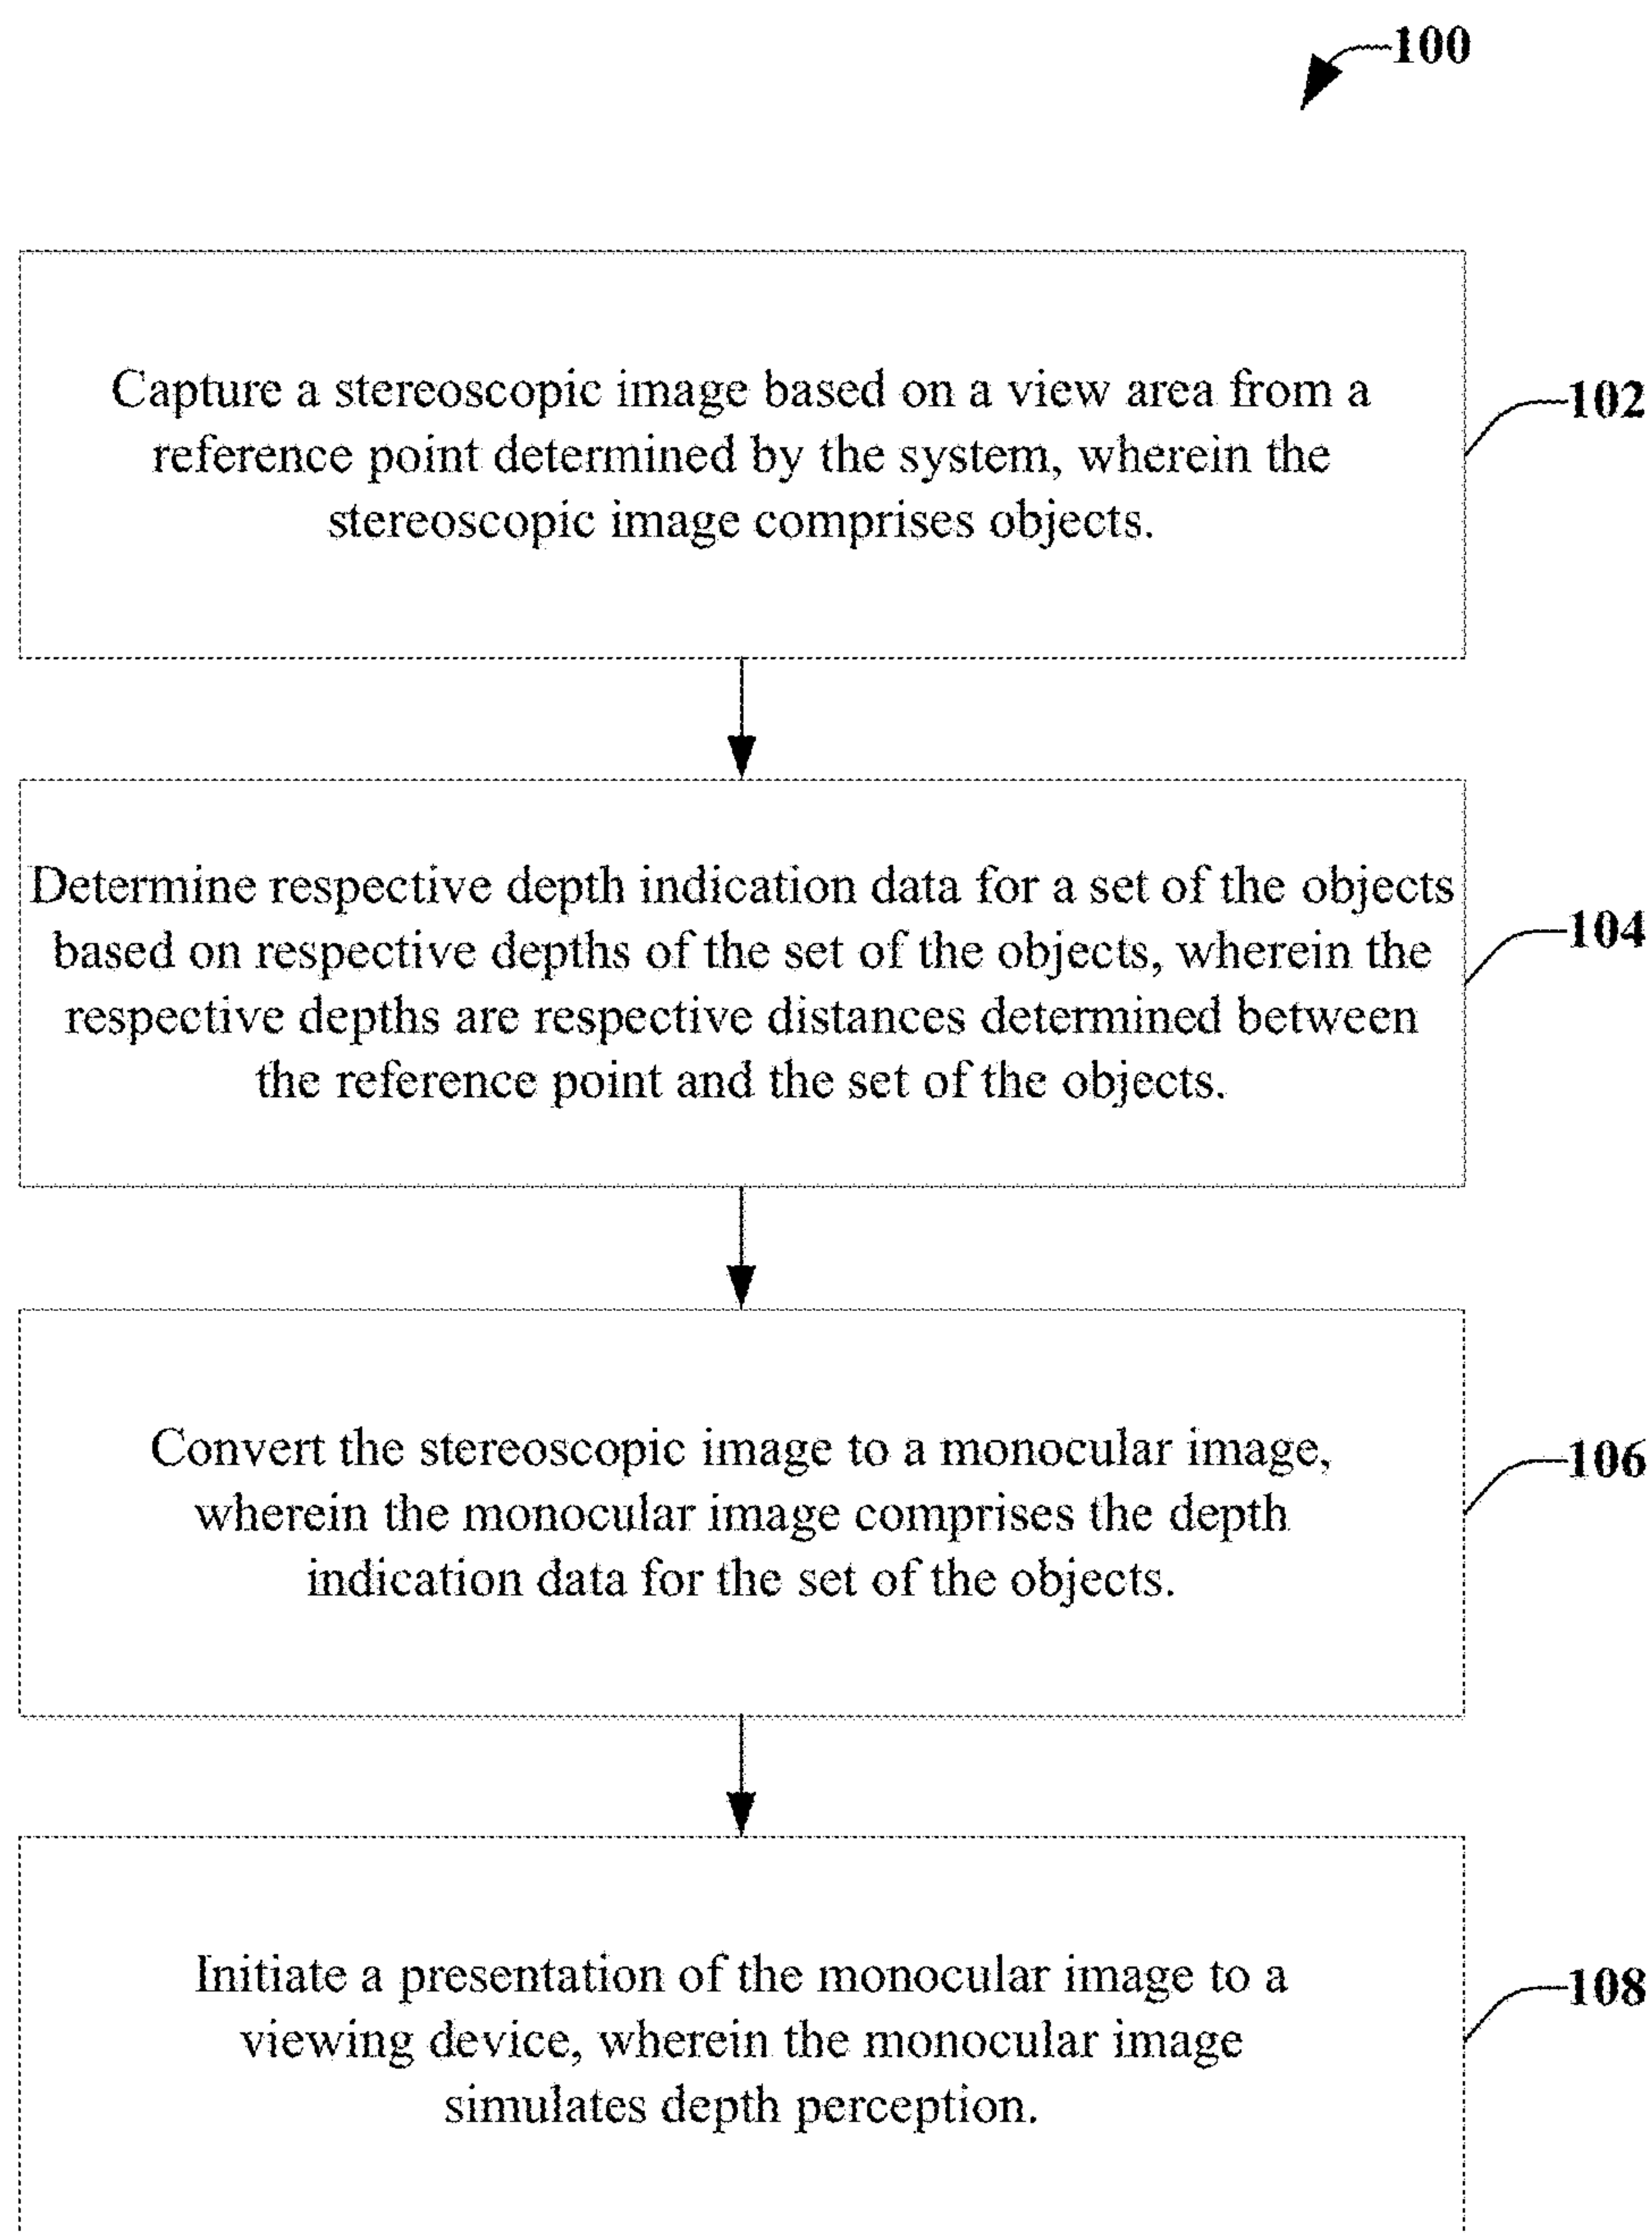 100
Capture a stereoscopic image based on a view area from a
reference point determined by the system, wherein the
stereoscopic image comprises objects.
102
Determine respective depth indication data for a set of the objects
based on respective depths of the set of the objects, wherein the
respective depths are respective distances determined between
the reference point and the set of the objects.
104
Convert the stereoscopic image to a monocular image,
wherein the monocular image comprises the depth
indication data for the set of the objects.
106
Initiate a presentation of the monocular image to a
viewing device, wherein the monocular image
simulates depth perception.
108